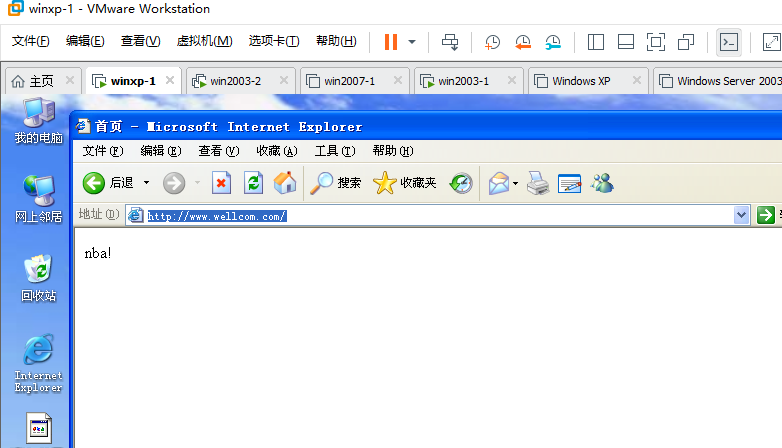 winxp-1 - VMware Workstation
文件(F) 编辑(E) 查看(V) 虚拟机(M) 选项卡(T) 帮助(H)
主页 winxp-1 win2003-2 win2007-1 win2003-1 Windows XP Windows Server 2003
我的电脑
首页 - Microsoft Internet Explorer
文件(F) 编辑(E) 查看(V) 收藏(A) 工具(T) 帮助(H)
后退 搜索 收藏夹
地址(D) http://www.wellcom.com/
网上邻居
nba!
回收站
Internet
Explorer